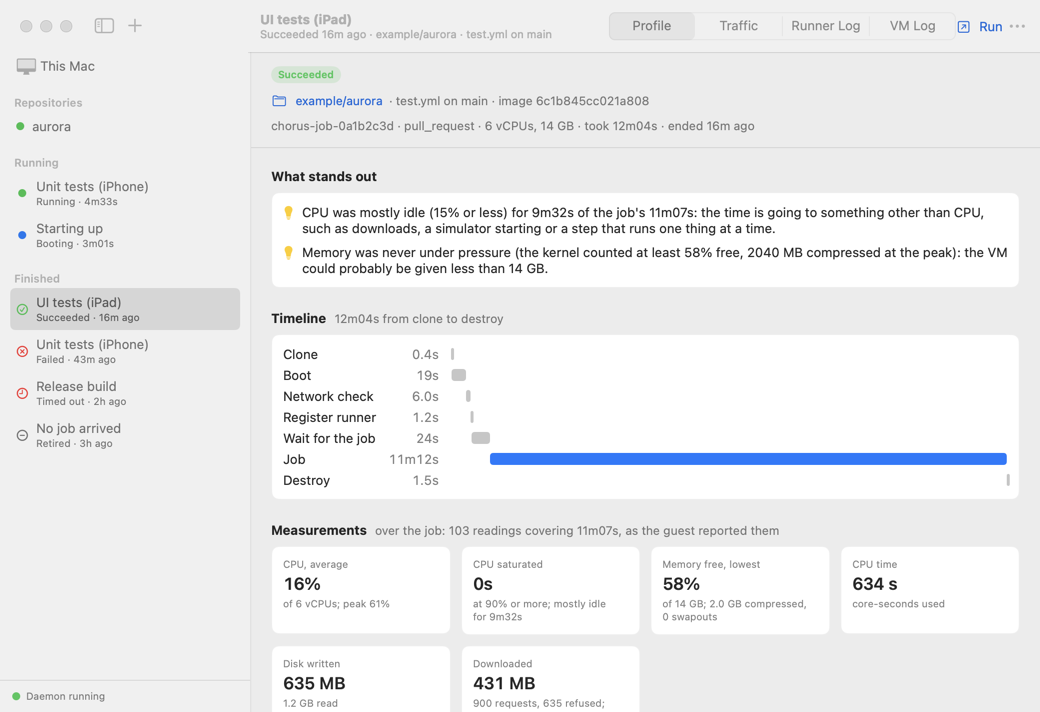 This Mac
Repositories
aurora
Running
Unit tests (iPhone)
Running · 4m33s
Starting up
Booting · 3m01s
Finished
UI tests (iPad)
Succeeded · 16m ago
Unit tests (iPhone)
Failed · 43m ago
Release build
Timed out · 2h ago
No job arrived
Retired · 3h ago
Daemon running
UI tests (iPad)
Succeeded 16m ago · example/aurora · test.yml on main
Profile
Traffic
Runner Log
VM Log
Run
Succeeded
example/aurora · test.yml on main · image 6c1b845cc021a808
chorus-job-0a1b2c3d · pull_request · 6 vCPUs, 14 GB · took 12m04s · ended 16m ago
What stands out
CPU was mostly idle (15% or less) for 9m32s of the job's 11m07s: the time is going to something other than CPU,
such as downloads, a simulator starting or a step that runs one thing at a time.
Memory was never under pressure (the kernel counted at least 58% free, 2040 MB compressed at the peak): the VM
could probably be given less than 14 GB.
Timeline 12m04s from clone to destroy
Clone 0.4s
Boot 19s
Network check 6.0s
Register runner 1.2s
Wait for the job 24s
Job 11m12s
Destroy 1.5s
Measurements over the job: 103 readings covering 11m07s, as the guest reported them
CPU, average
16%
of 6 vCPUs; peak 61%
CPU saturated
0s
at 90% or more; mostly idle
for 9m32s
Memory free, lowest
58%
of 14 GB; 2.0 GB compressed,
0 swapouts
CPU time
634 s
core-seconds used
Disk written
635 MB
1.2 GB read
Downloaded
431 MB
900 requests, 635 refused;